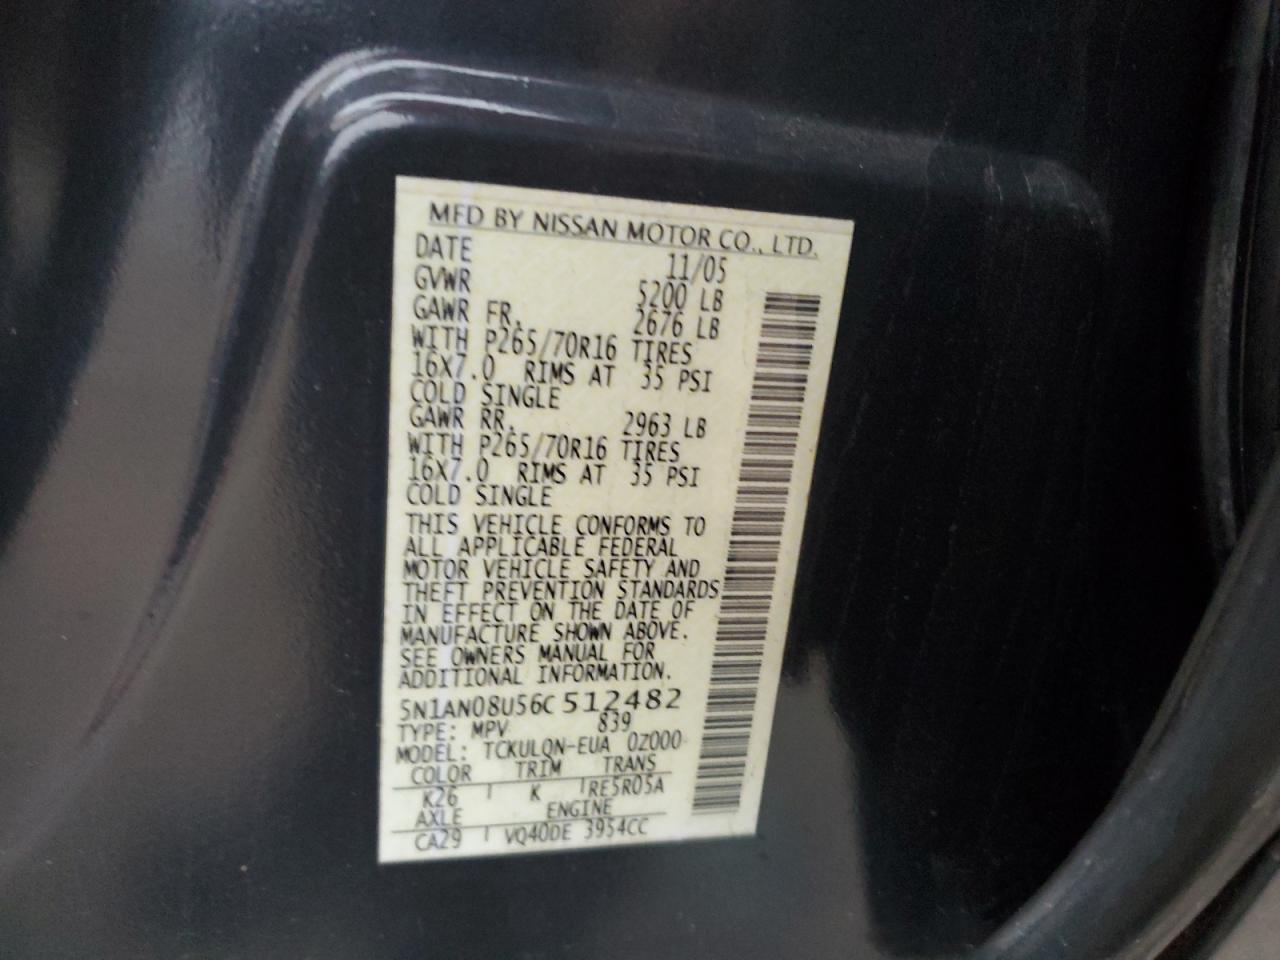 MFD BY NISSAN MOTOR CO., LTD.
DATE 11/05
GVWR 5200 LB
GAWR FR. 2676 LB
WITH P265/70R16 TIRES
16X7.0 RIMS AT 35 PSI
COLD SINGLE
GAWR RR. 2963 LB
WITH P265/70R16 TIRES
16X7.0 RIMS AT 35 PSI
COLD SINGLE
THIS VEHICLE CONFORMS TO
ALL APPLICABLE FEDERAL
MOTOR VEHICLE SAFETY AND
THEFT PREVENTION STANDARDS
IN EFFECT ON THE DATE OF
MANUFACTURE SHOWN ABOVE.
SEE OWNERS MANUAL FOR
ADDITIONAL INFORMATION.
5N1AN08U56C512482
TYPE: MPV 839
MODEL: TCKULQN-EUA 0Z000
COLOR TRIM TRANS
K26 K RE5R05A
AXLE ENGINE
CA29 VQ40DE 3954CC